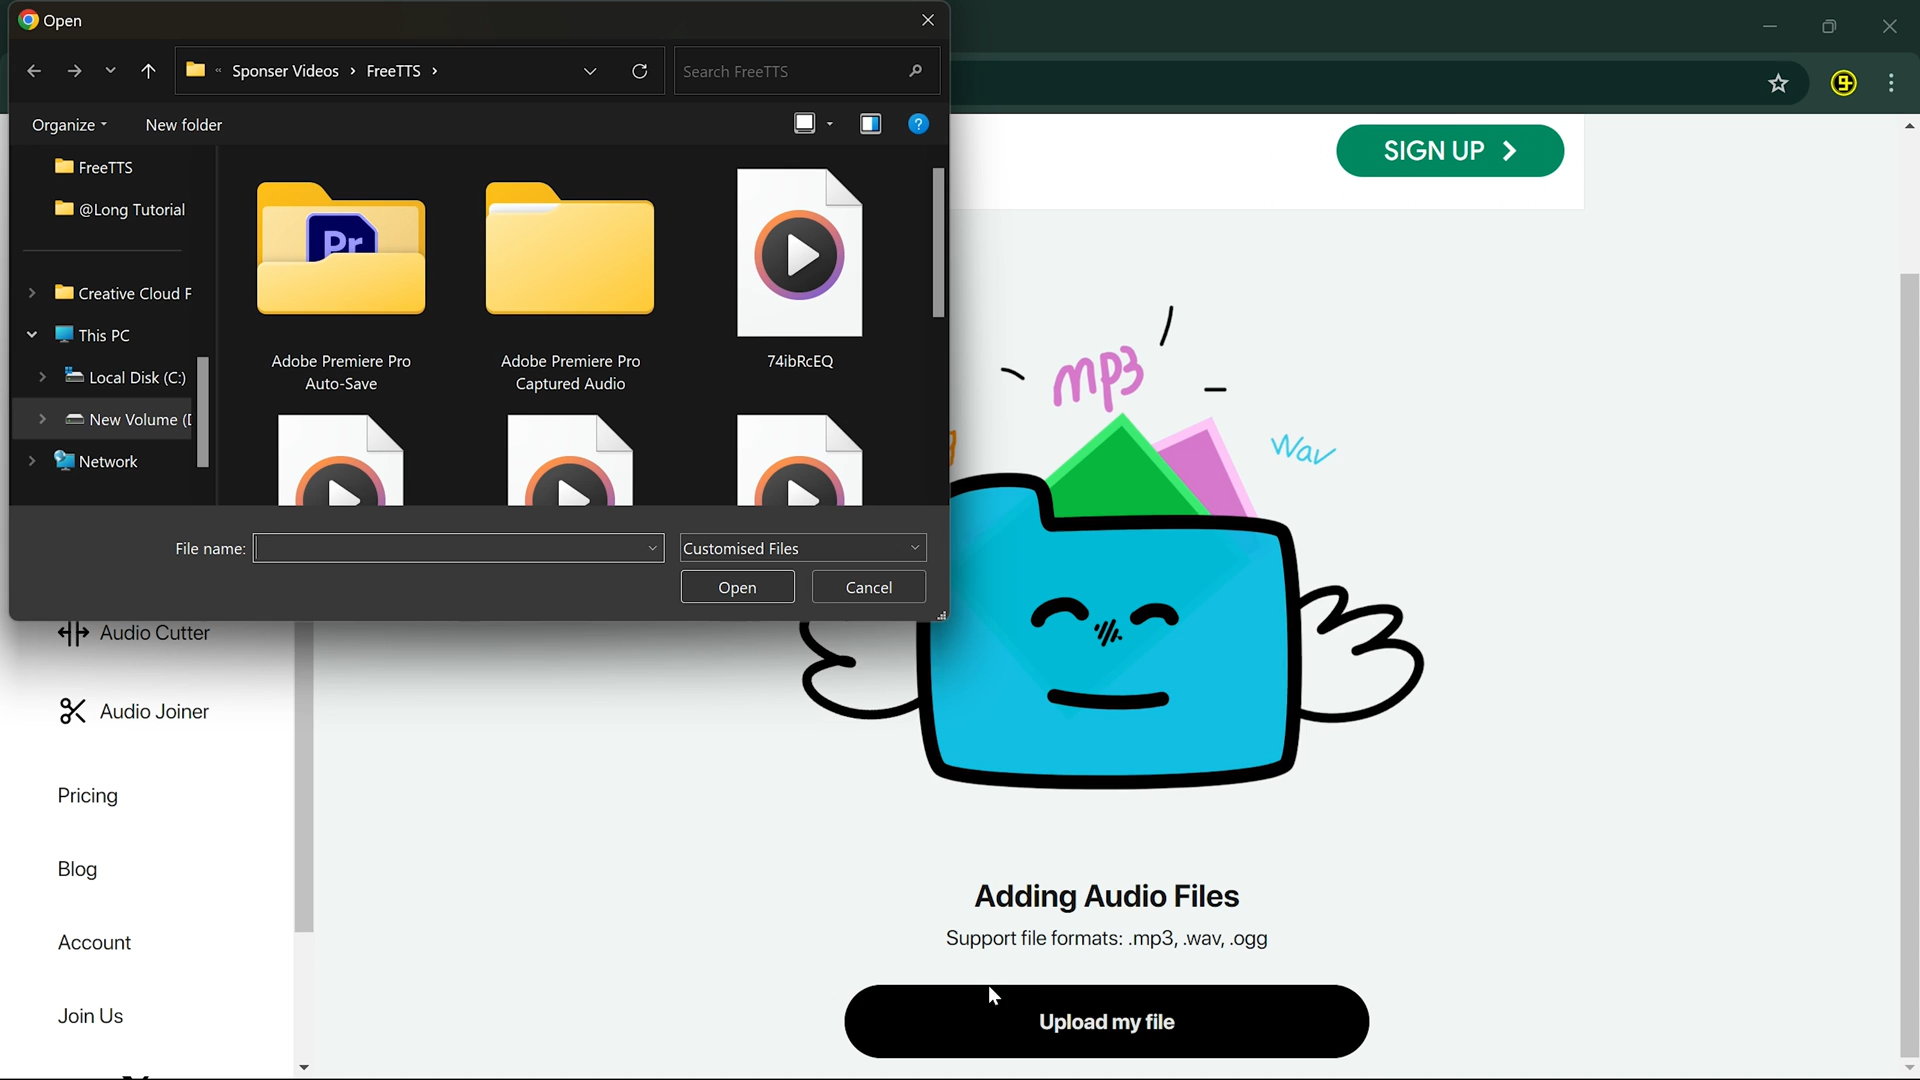 Open
« Sponser Videos > FreeTTS >
Search FreeTTS
Organize
New folder
FreeTTS
@Long Tutorial
Creative Cloud F
This PC
Local Disk (C:)
New Volume (D
Network
Pr
Adobe Premiere Pro
Auto-Save
Adobe Premiere Pro
Captured Audio
74ibRcEQ
File name:
Customised Files
Open
Cancel
SIGN UP
mp3
wav
Audio Cutter
Audio Joiner
Pricing
Blog
Account
Join Us
Adding Audio Files
Support file formats: .mp3, .wav, .ogg
Upload my file